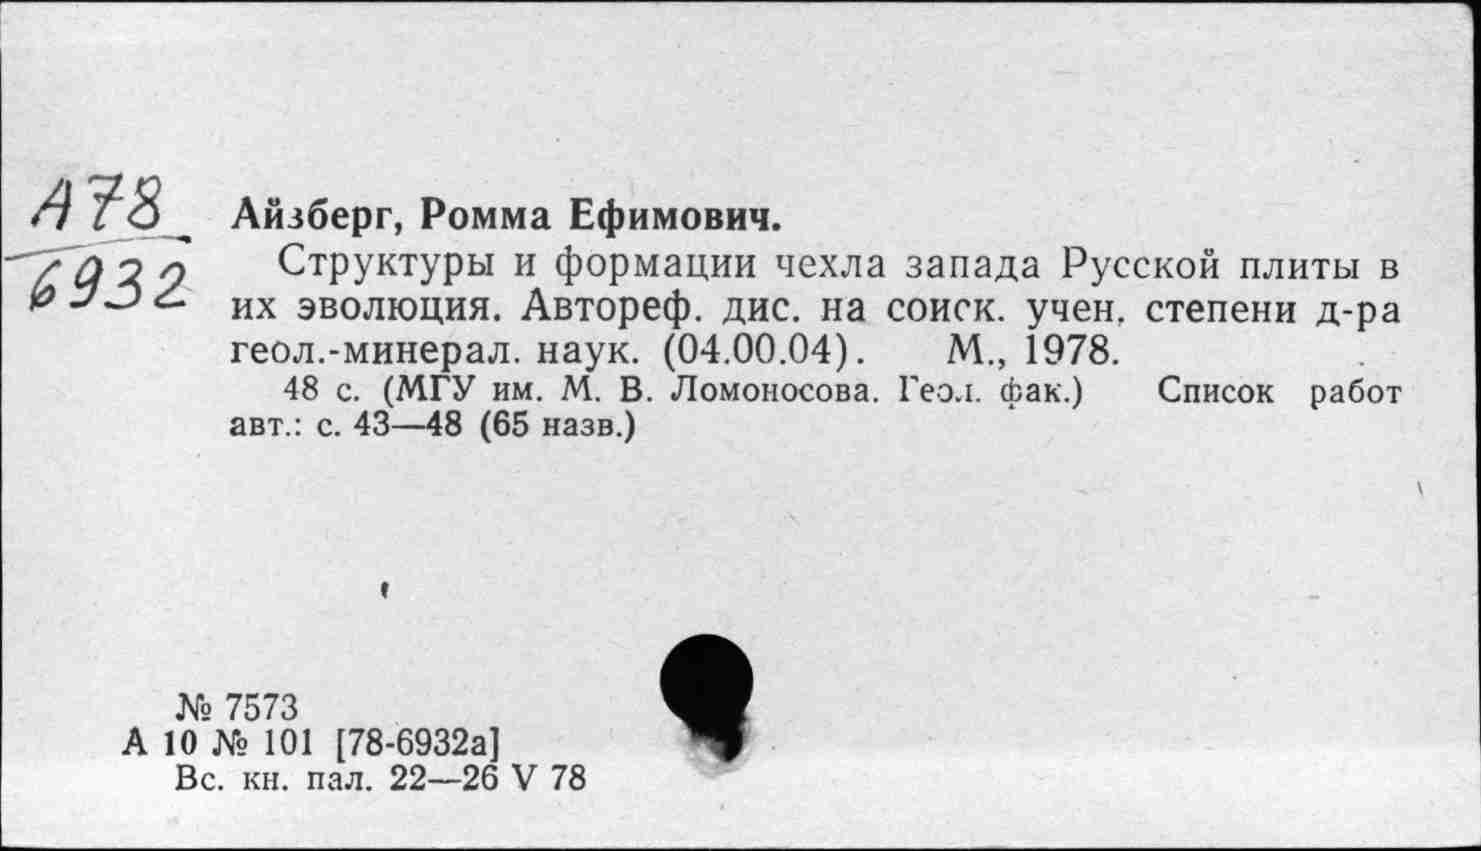 А78
6932
Айзберг, Ромма Ефимович.
Структуры и формации чехла запада Русской плиты в
их эволюция. Автореф. дис. на соиск. учен. степени д-ра
геол.-минерал. наук. (04.00.04). М., 1978.
48 с. (МГУ им. М. В. Ломоносова. Геол. фак.) Список работ
авт.: с. 43—48 (65 назв.)
№ 7573
А 10 № 101 [78-6932а]
Вс. кн. пал. 22—26 V 78